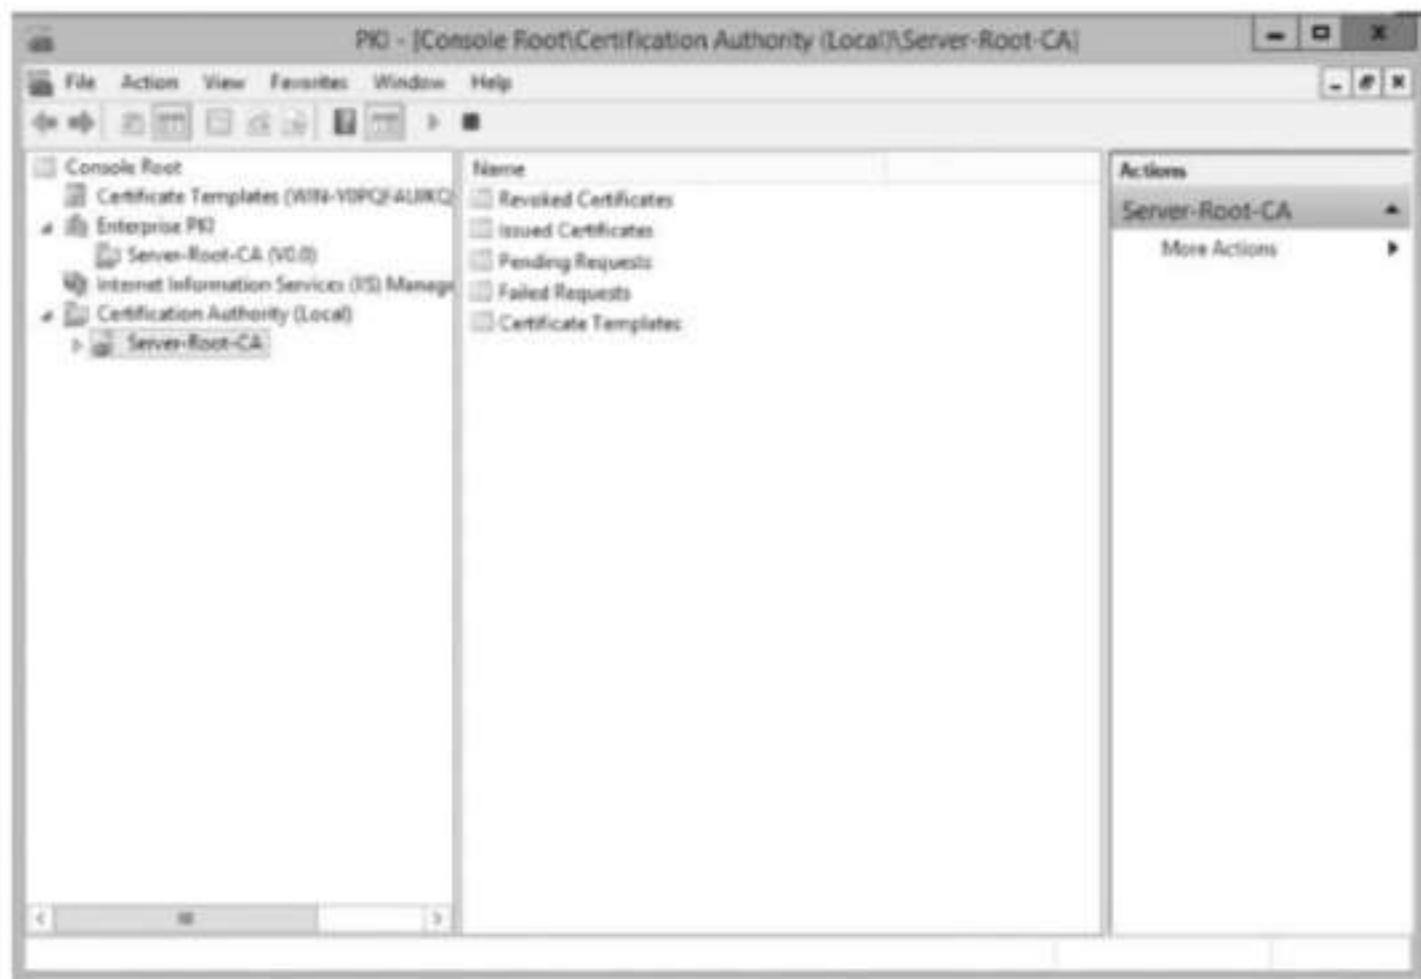 PKI - [Console Root\Certification Authority (Local)\Server-Root-CA]
File Action View Favorites Window Help
Console Root
Certificate Templates
Enterprise PKI
Server-Root-CA (V0.0)
Internet Information Services (IIS) Manage
Certification Authority (Local)
Server-Root-CA
Name
Revoked Certificates
Issued Certificates
Pending Requests
Failed Requests
Certificate Templates
Actions
Server-Root-CA
More Actions